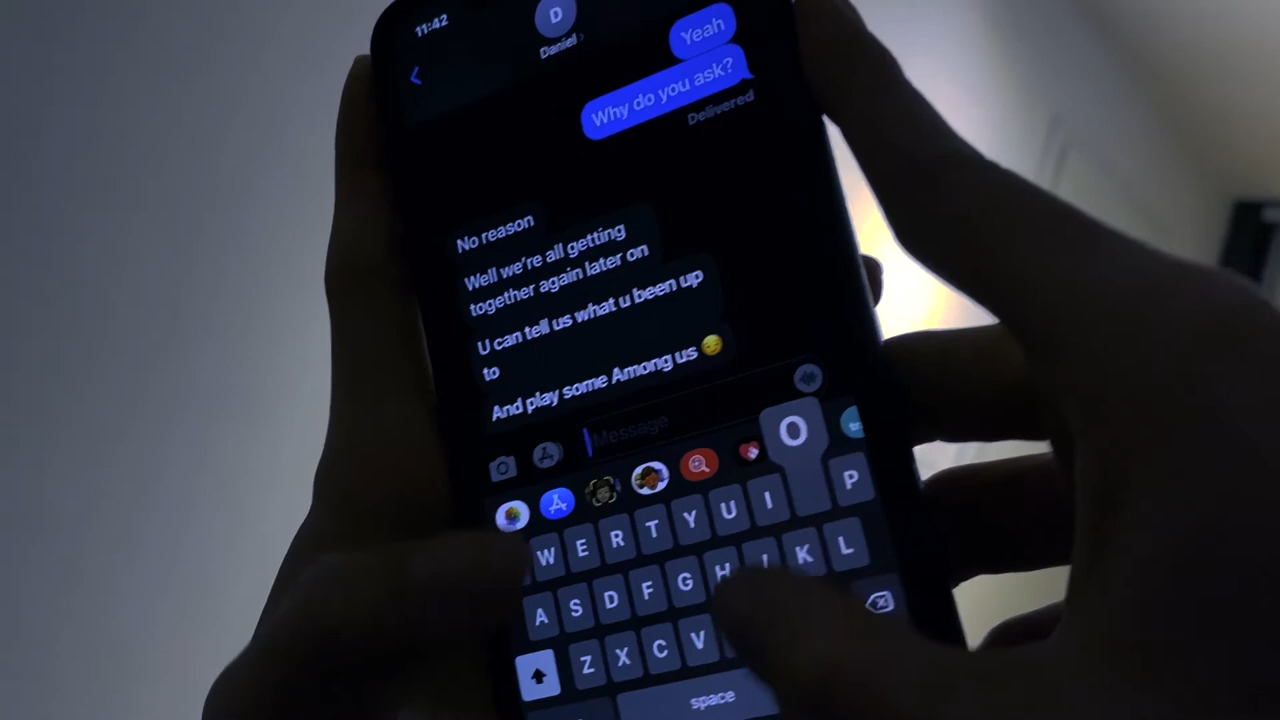 11:42
D
Daniel
Yeah
Why do you ask?
Delivered
No reason
Well we're all getting
together again later on
U can tell us what u been up
to
And play some Among us 😏
Message
O
W E R T Y U I P
A S D F G H J K L
Z X C V
space